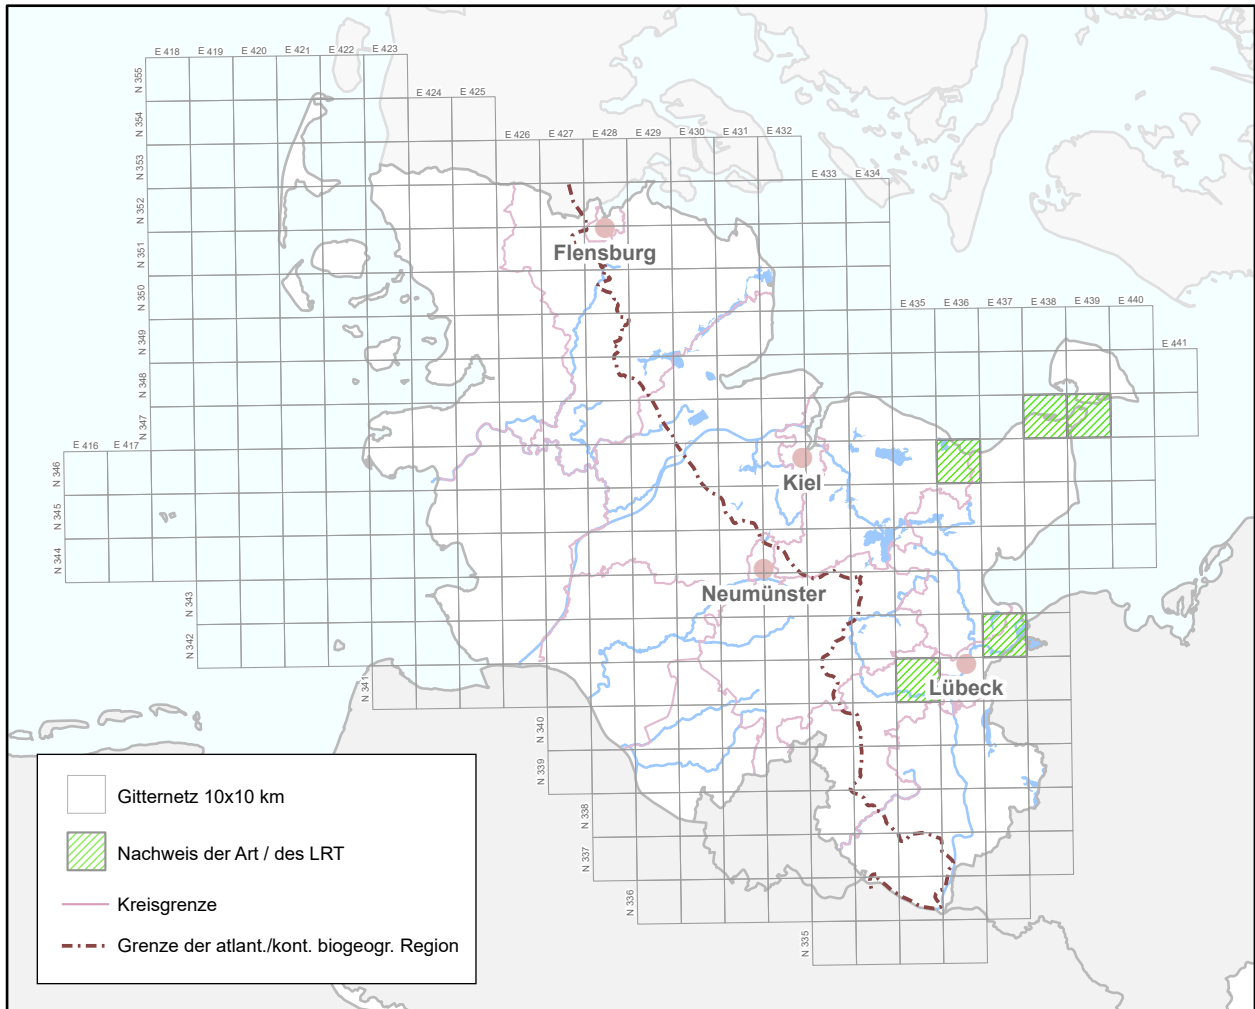 E 418 E 419 E 420 E 421 E 422 E 423
E 424 E 425
E 426 E 427 E 428 E 429 E 430 E 431 E 432
E 433 E 434
E 435 E 436 E 437 E 438 E 439 E 440
E 441
E 416 E 417
N 355
N 354
N 353
N 352
N 351
N 350
N 349
N 348
N 347
N 346
N 345
N 344
N 343
N 342
N 341
N 340
N 339
N 338
N 337
N 336
N 335
Flensburg
Kiel
Neumünster
Lübeck
Gitternetz 10x10 km
Nachweis der Art / des LRT
Kreisgrenze
Grenze der atlant./kont. biogeogr. Region